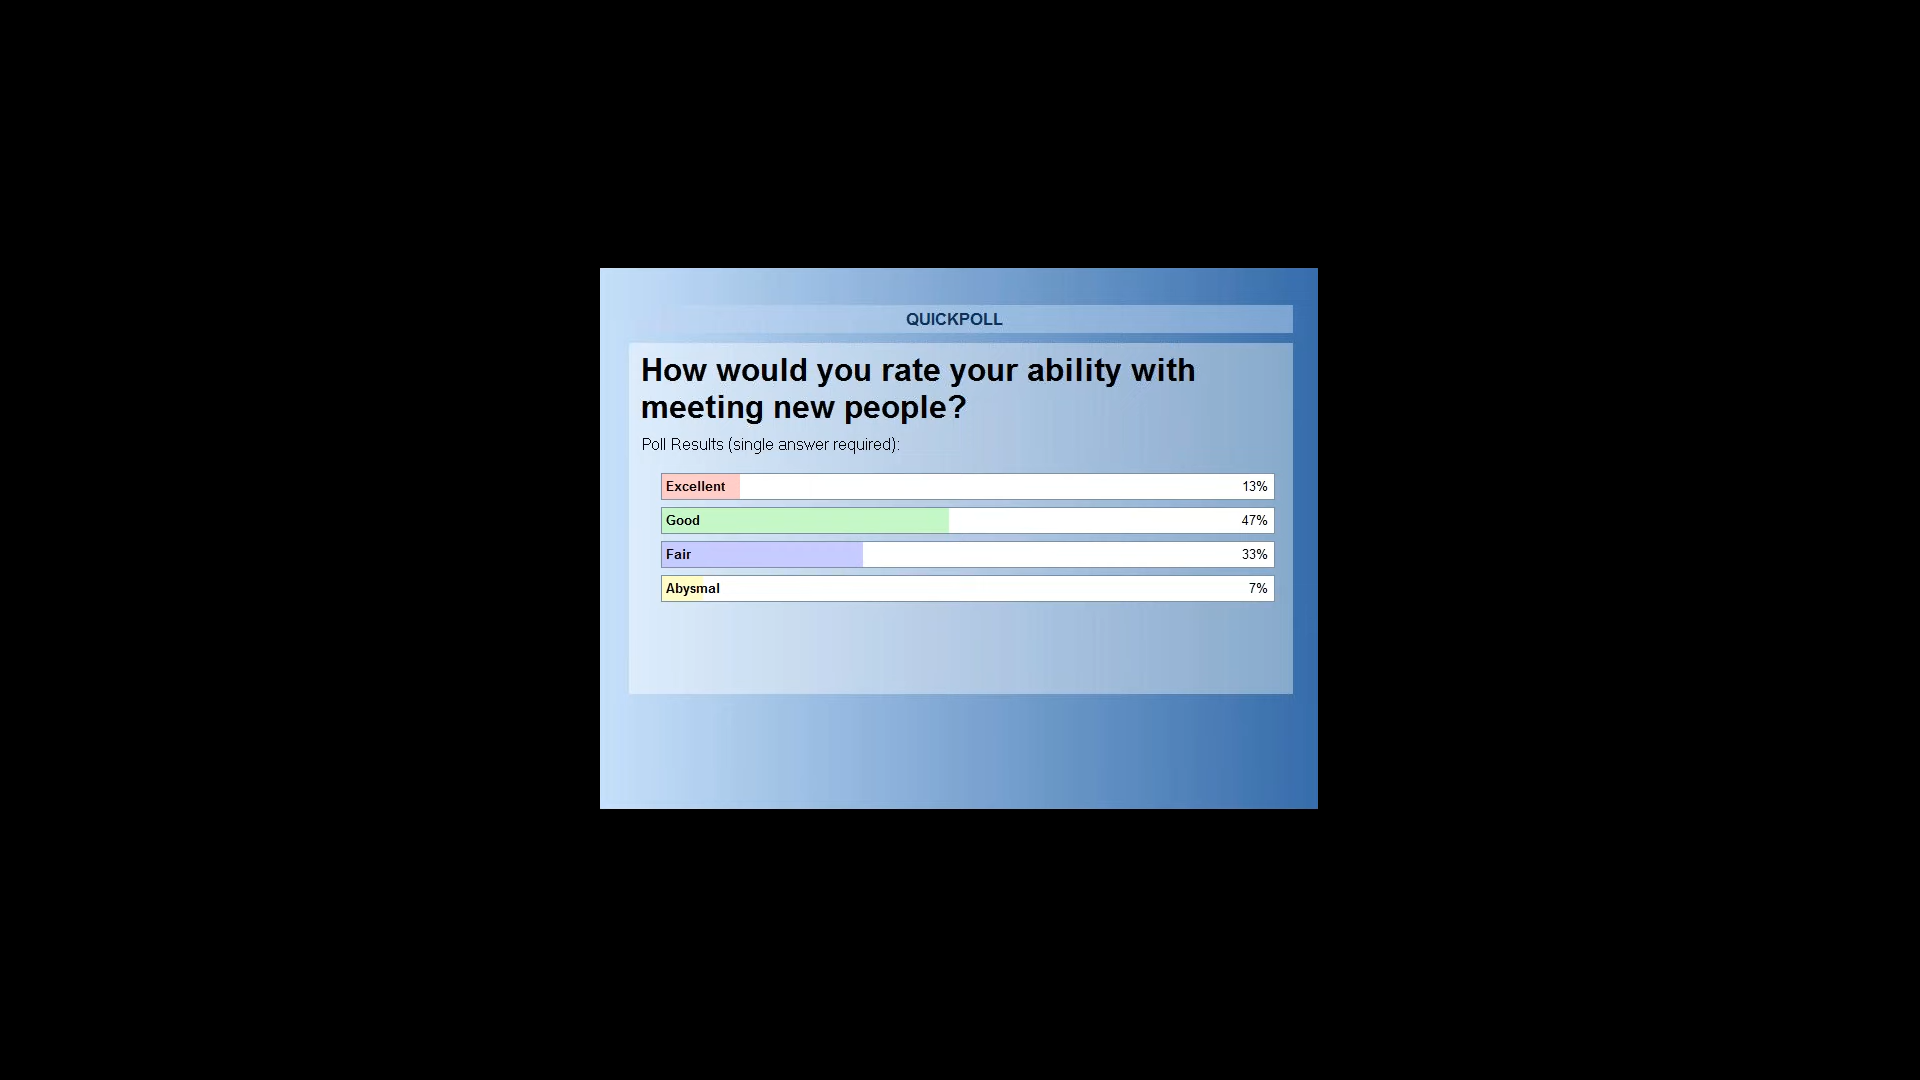 QUICKPOLL
How would you rate your ability with
meeting new people?
Poll Results (single answer required):
Excellent 13%
Good 47%
Fair 33%
Abysmal 7%